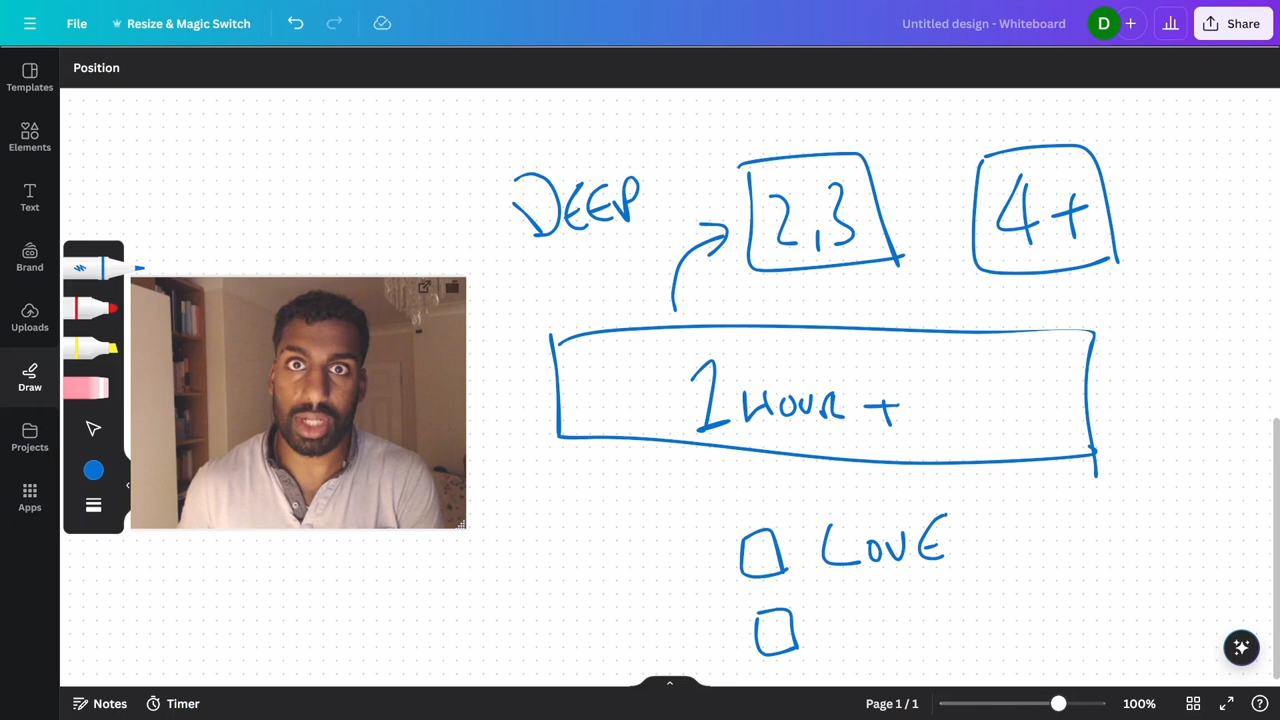 File
Resize & Magic Switch
Untitled design - Whiteboard
D
+
Share
Position
Templates
Elements
Text
Brand
Uploads
Draw
Projects
Apps
DEEP
2,3
4+
1 HOUR +
LOVE
Notes
Timer
Page 1 / 1
100%